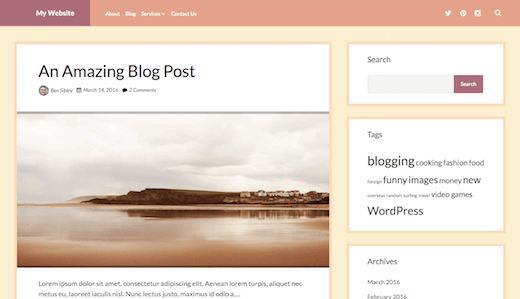 My Website
About Blog Services Contact Us
An Amazing Blog Post
Ben Sibley March 14, 2016 2 Comments
Lorem ipsum dolor sit amet, consectetur adipiscing elit. Aenean lorem turpis, aliquet nec
metus eu, laoreet iaculis nisl. Nunc lectus justo, maximus id odio a,...
Search
Search
Tags
blogging cooking fashion food
foreign funny images money new
overseas random surfing travel video games
WordPress
Archives
March 2016
February 2016